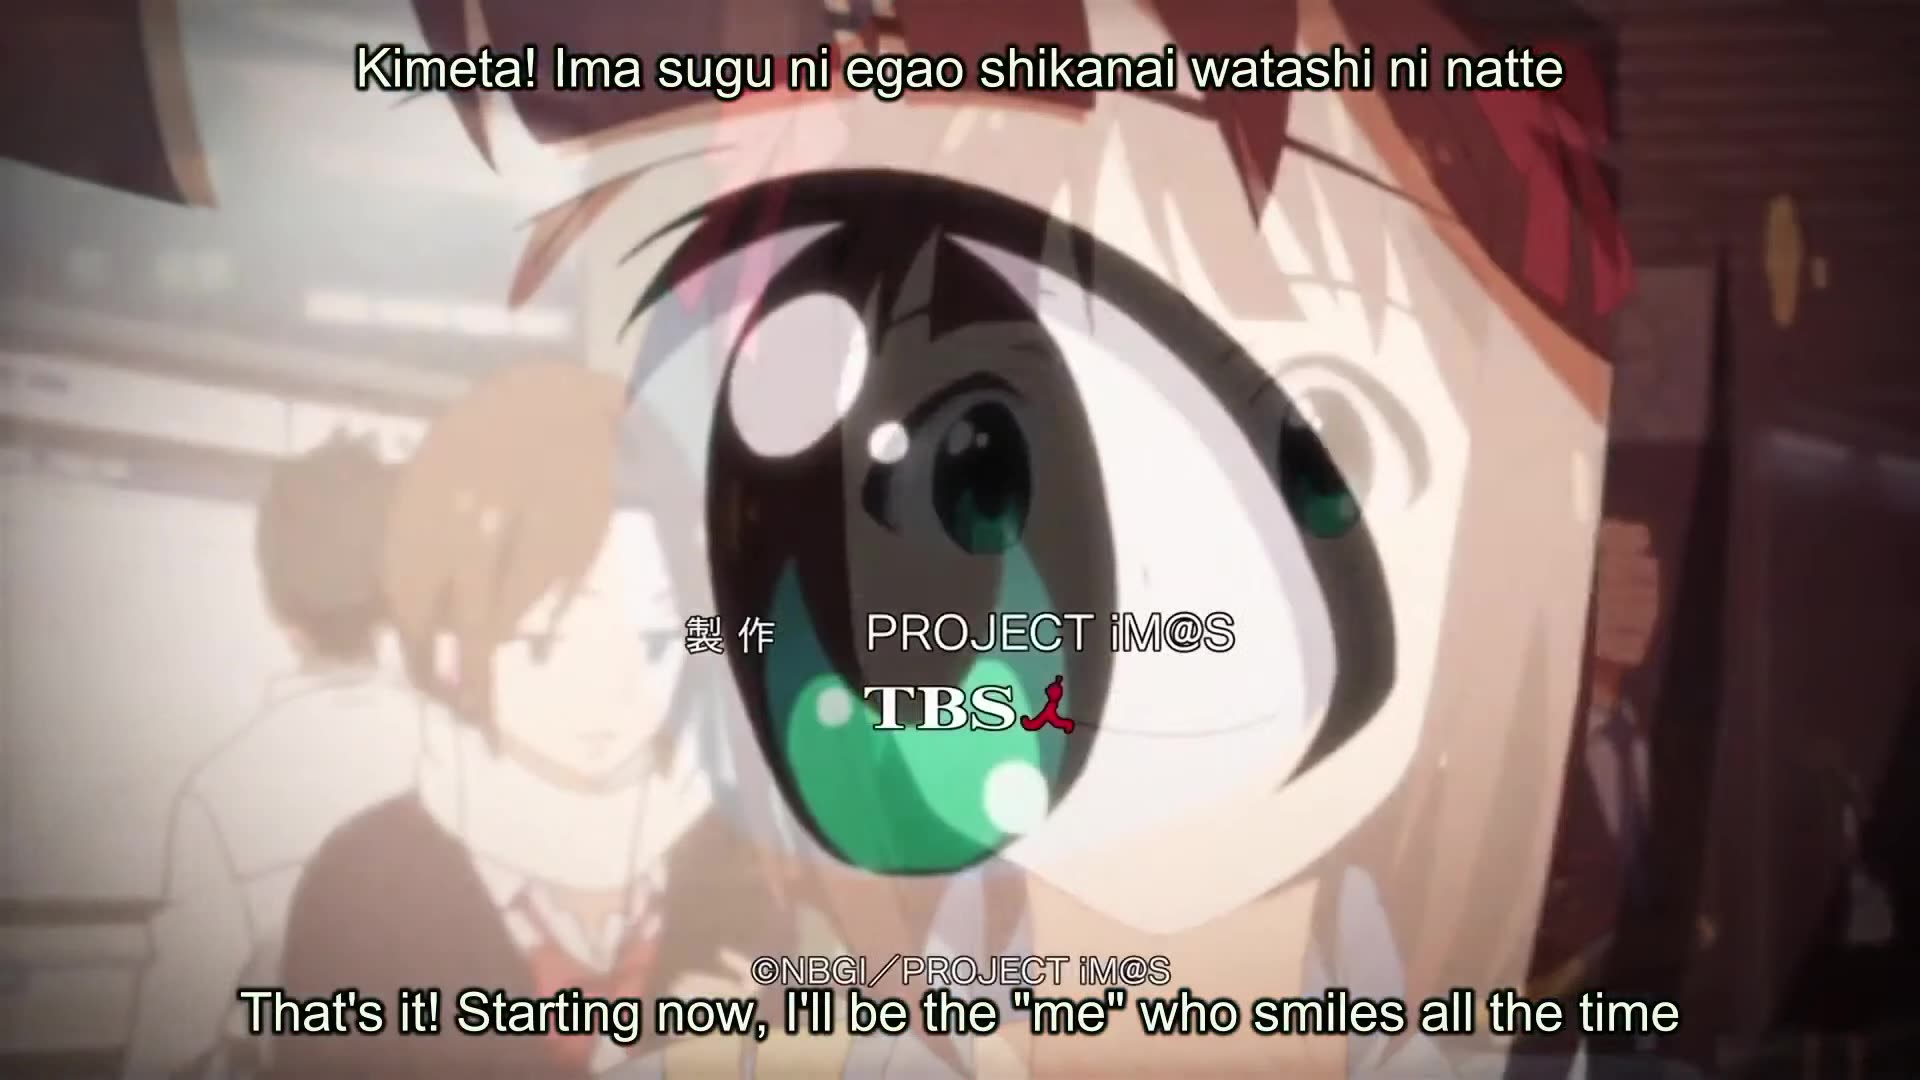 Kimeta! Ima sugu ni egao shikanai watashi ni natte
製作 PROJECT iM@S
TBS
©NBGI／PROJECT iM@S
That's it! Starting now, I'll be the "me" who smiles all the time